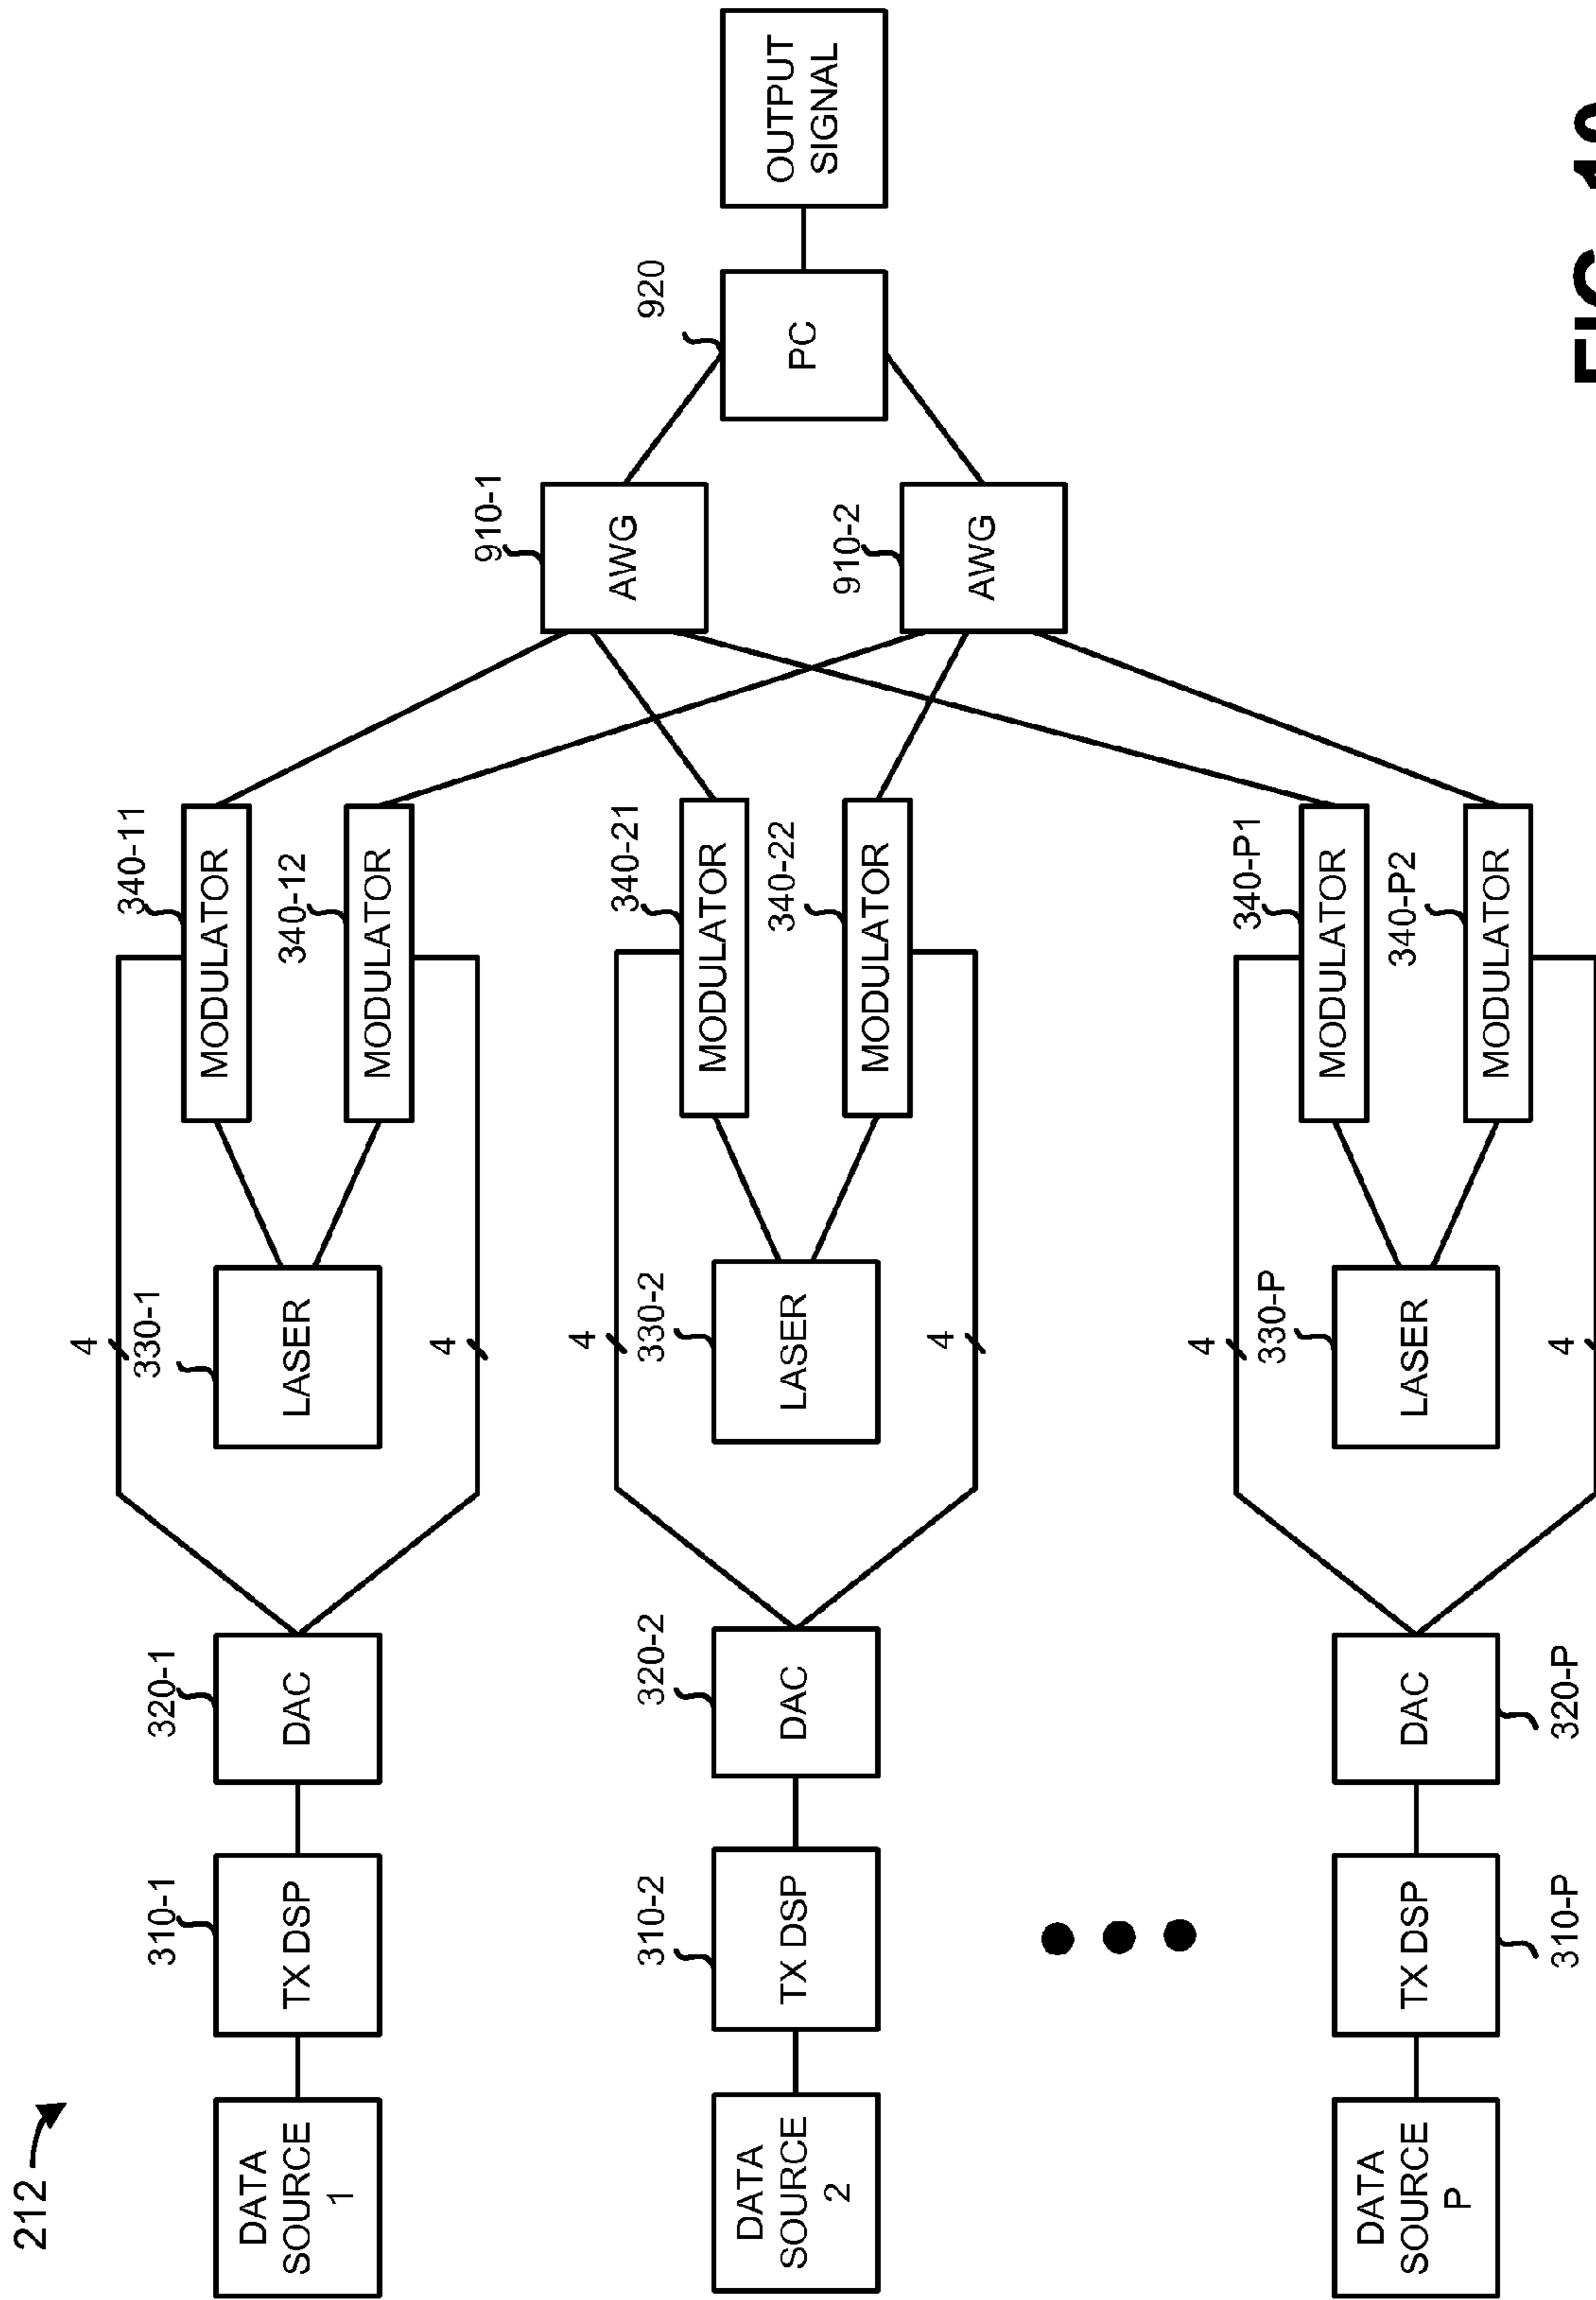 212
DATA
SOURCE
1
310-1
TX DSP
320-1
DAC
4
330-1
LASER
4
340-11
MODULATOR
340-12
MODULATOR
DATA
SOURCE
2
310-2
TX DSP
320-2
DAC
4
330-2
LASER
4
340-21
MODULATOR
340-22
MODULATOR
910-1
AWG
910-2
AWG
920
PC
OUTPUT
SIGNAL
DATA
SOURCE
P
TX DSP
310-P
DAC
320-P
4
330-P
LASER
4
340-P1
MODULATOR
340-P2
MODULATOR